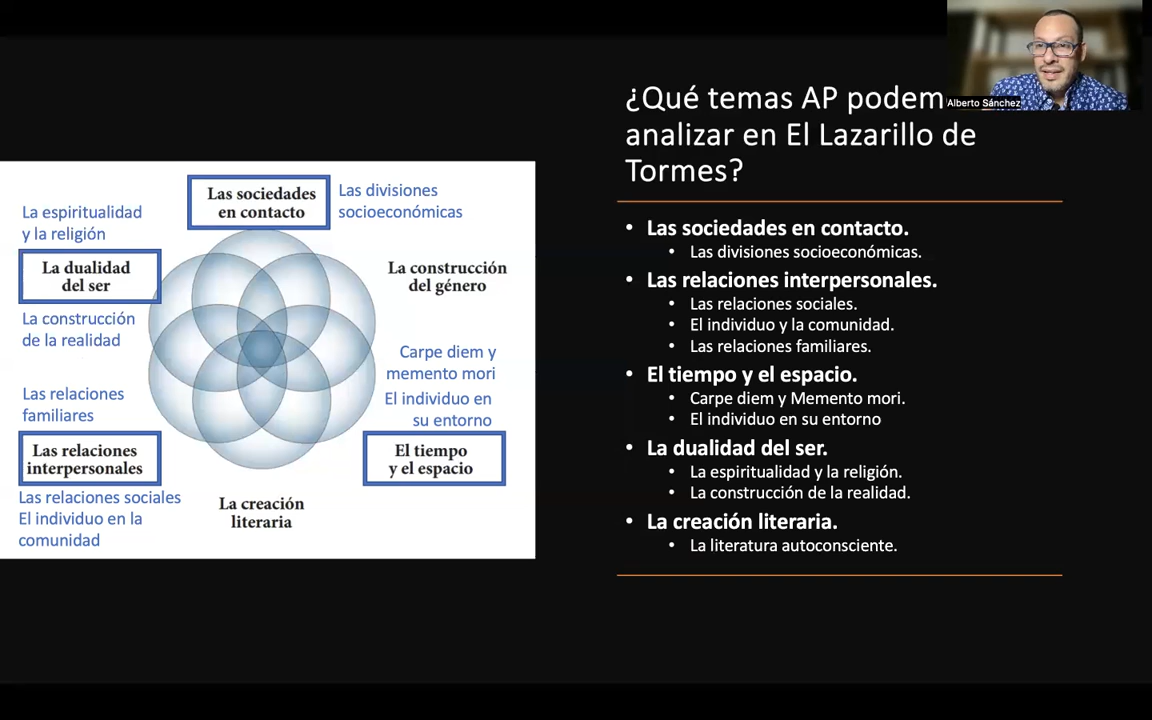 Alberto Sánchez
¿Qué temas AP podem
analizar en El Lazarillo de
Tormes?
Las sociedades
en contacto
Las divisiones
socioeconómicas
La espiritualidad
y la religión
La dualidad
del ser
La construcción
de la realidad
La construcción
del género
Carpe diem y
memento mori
El individuo en
su entorno
Las relaciones
familiares
Las relaciones
interpersonales
El tiempo
y el espacio
Las relaciones sociales
El individuo en la
comunidad
La creación
literaria
• Las sociedades en contacto.
• Las divisiones socioeconómicas.
• Las relaciones interpersonales.
• Las relaciones sociales.
• El individuo y la comunidad.
• Las relaciones familiares.
• El tiempo y el espacio.
• Carpe diem y Memento mori.
• El individuo en su entorno
• La dualidad del ser.
• La espiritualidad y la religión.
• La construcción de la realidad.
• La creación literaria.
• La literatura autoconsciente.